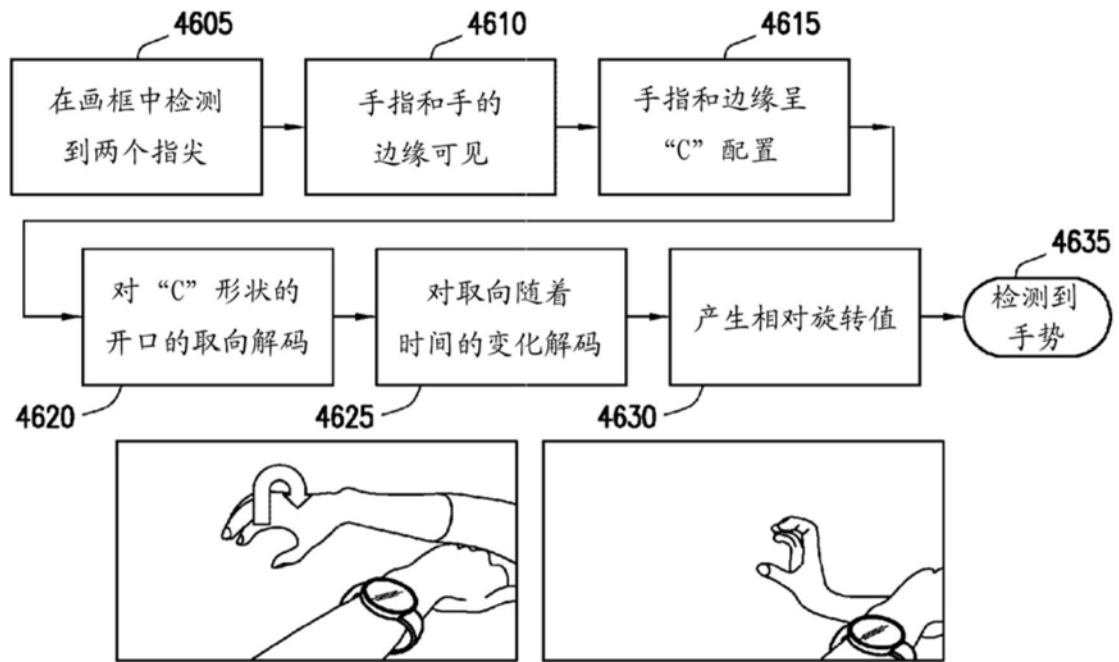 4605
4610
4615
在画框中检测
到两个指尖
手指和手的
边缘可见
手指和边缘呈
“C”配置
4635
对“C”形状的
开口的取向解码
对取向随着
时间的变化解码
产生相对旋转值
检测到
手势
4620
4625
4630